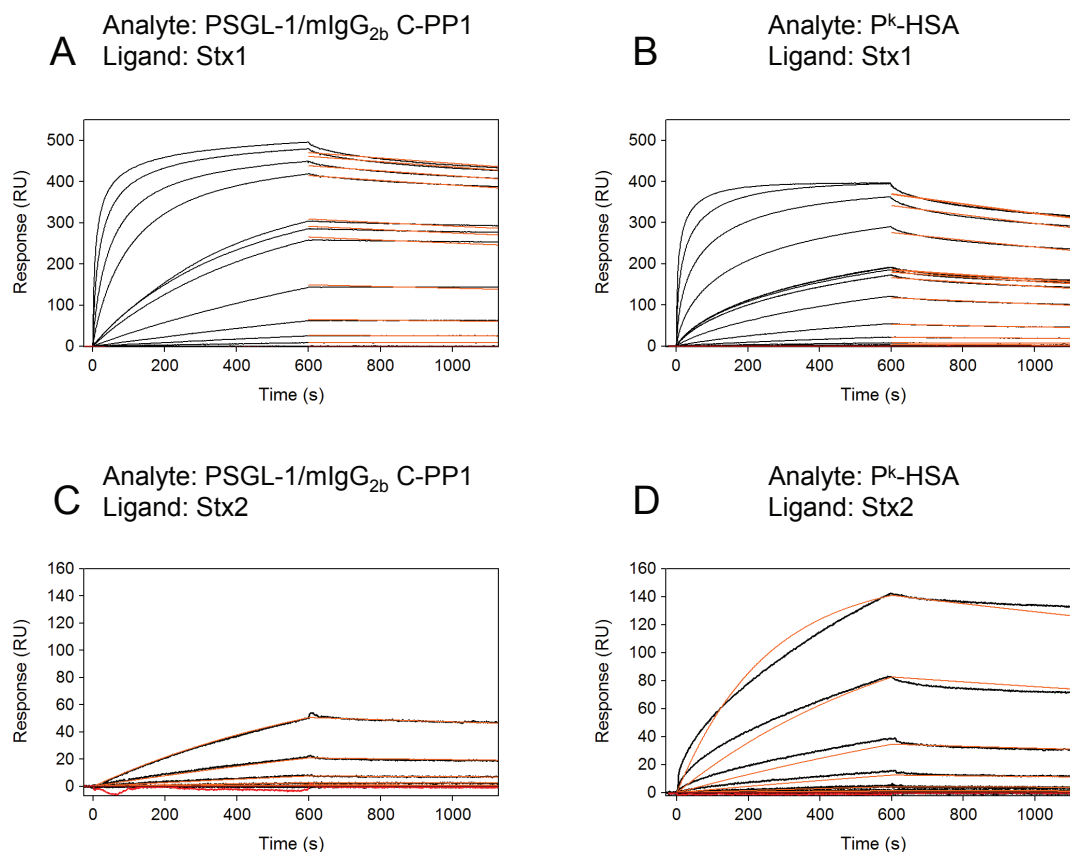 A
Analyte: PSGL-1/mIgG2b C-PP1
Ligand: Stx1
500
400
300
200
100
0
Response (RU)
0 200 400 600 800 1000
Time (s)
B
Analyte: Pk-HSA
Ligand: Stx1
500
400
300
200
100
0
Response (RU)
0 200 400 600 800 1000
Time (s)
C
Analyte: PSGL-1/mIgG2b C-PP1
Ligand: Stx2
160
140
120
100
80
60
40
20
0
Response (RU)
0 200 400 600 800 1000
Time (s)
D
Analyte: Pk-HSA
Ligand: Stx2
160
140
120
100
80
60
40
20
0
Response (RU)
0 200 400 600 800 1000
Time (s)